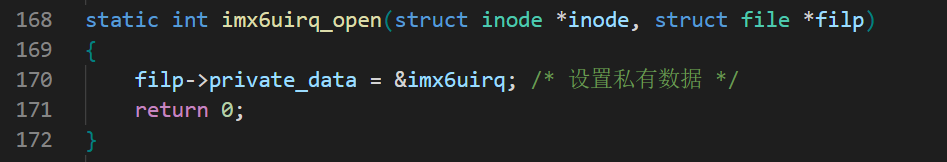 168 static int imx6uirq_open(struct inode *inode, struct file *filp)
169 {
170     filp->private_data = &imx6uirq; /* 设置私有数据 */
171     return 0;
172 }